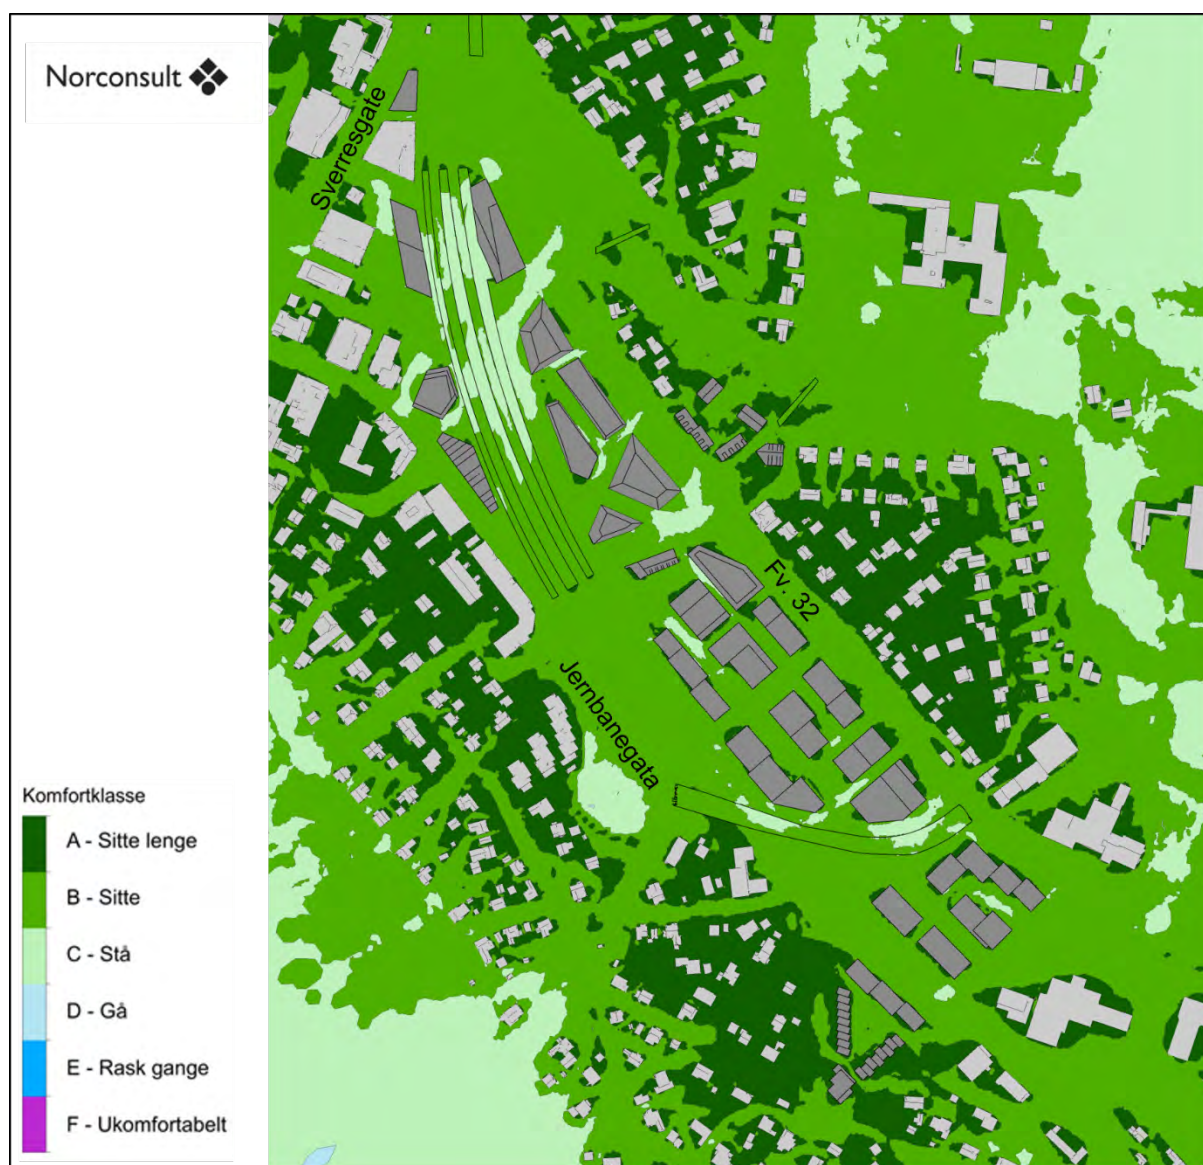 Norconsult
Sverresgate
Fv. 32
Jernbanegata
Komfortklasse
A - Sitte lenge
B - Sitte
C - Stå
D - Gå
E - Rask gange
F - Ukomfortabelt